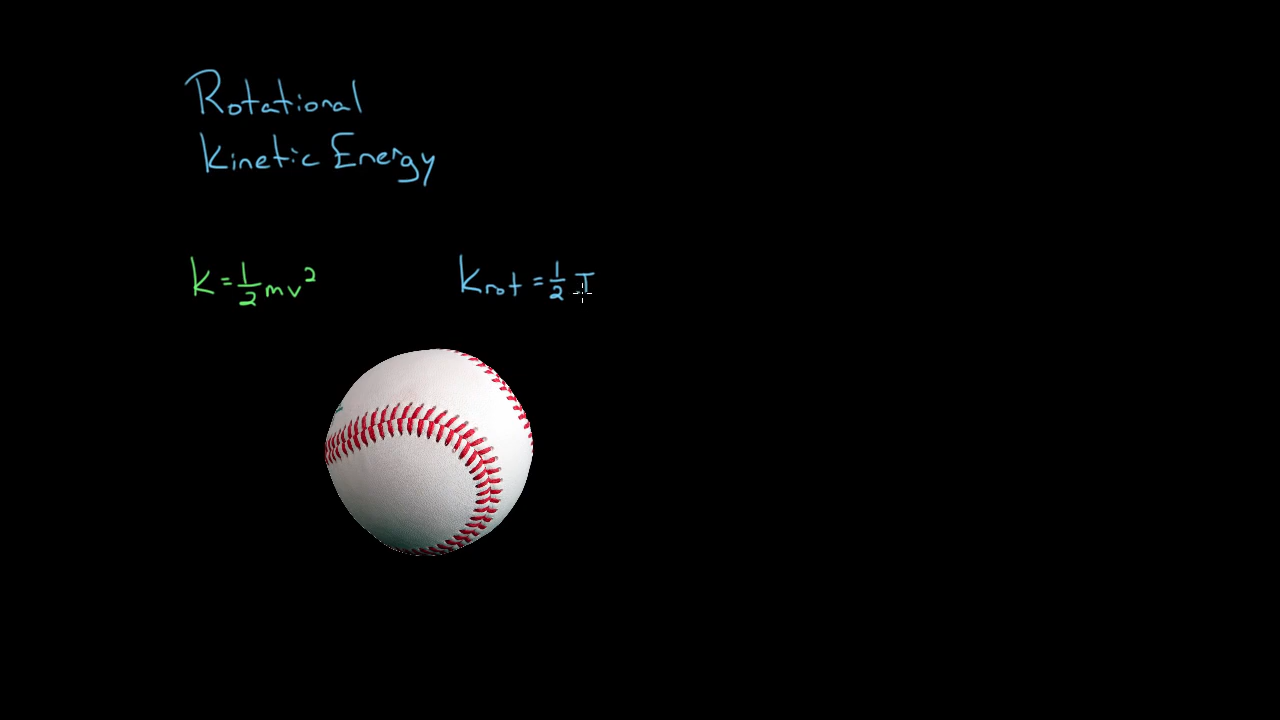 Rotational
Kinetic Energy
K = 1/2 mv²
Krot = 1/2 I